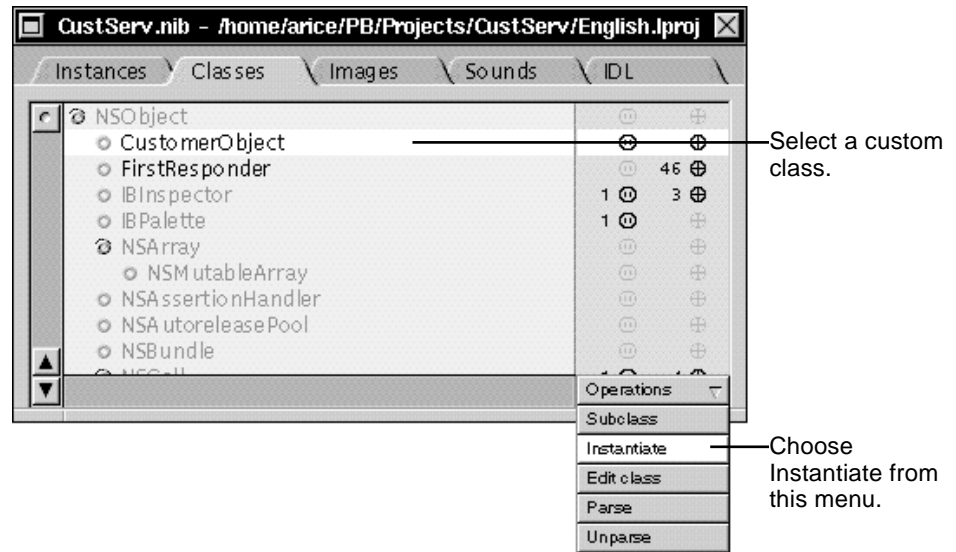 CustServ.nib – /home/arice/PB/Projects/CustServ/English.lproj
Instances Classes Images Sounds IDL
NSObject
CustomerObject
FirstResponder 46
IBInspector 1 3
IBPalette 1
NSArray
NSMutableArray
NSAssertionHandler
NSAutoreleasePool
NSBundle
Select a custom
class.
Operations
Subclass
Instantiate
Edit class
Parse
Unparse
Choose
Instantiate from
this menu.